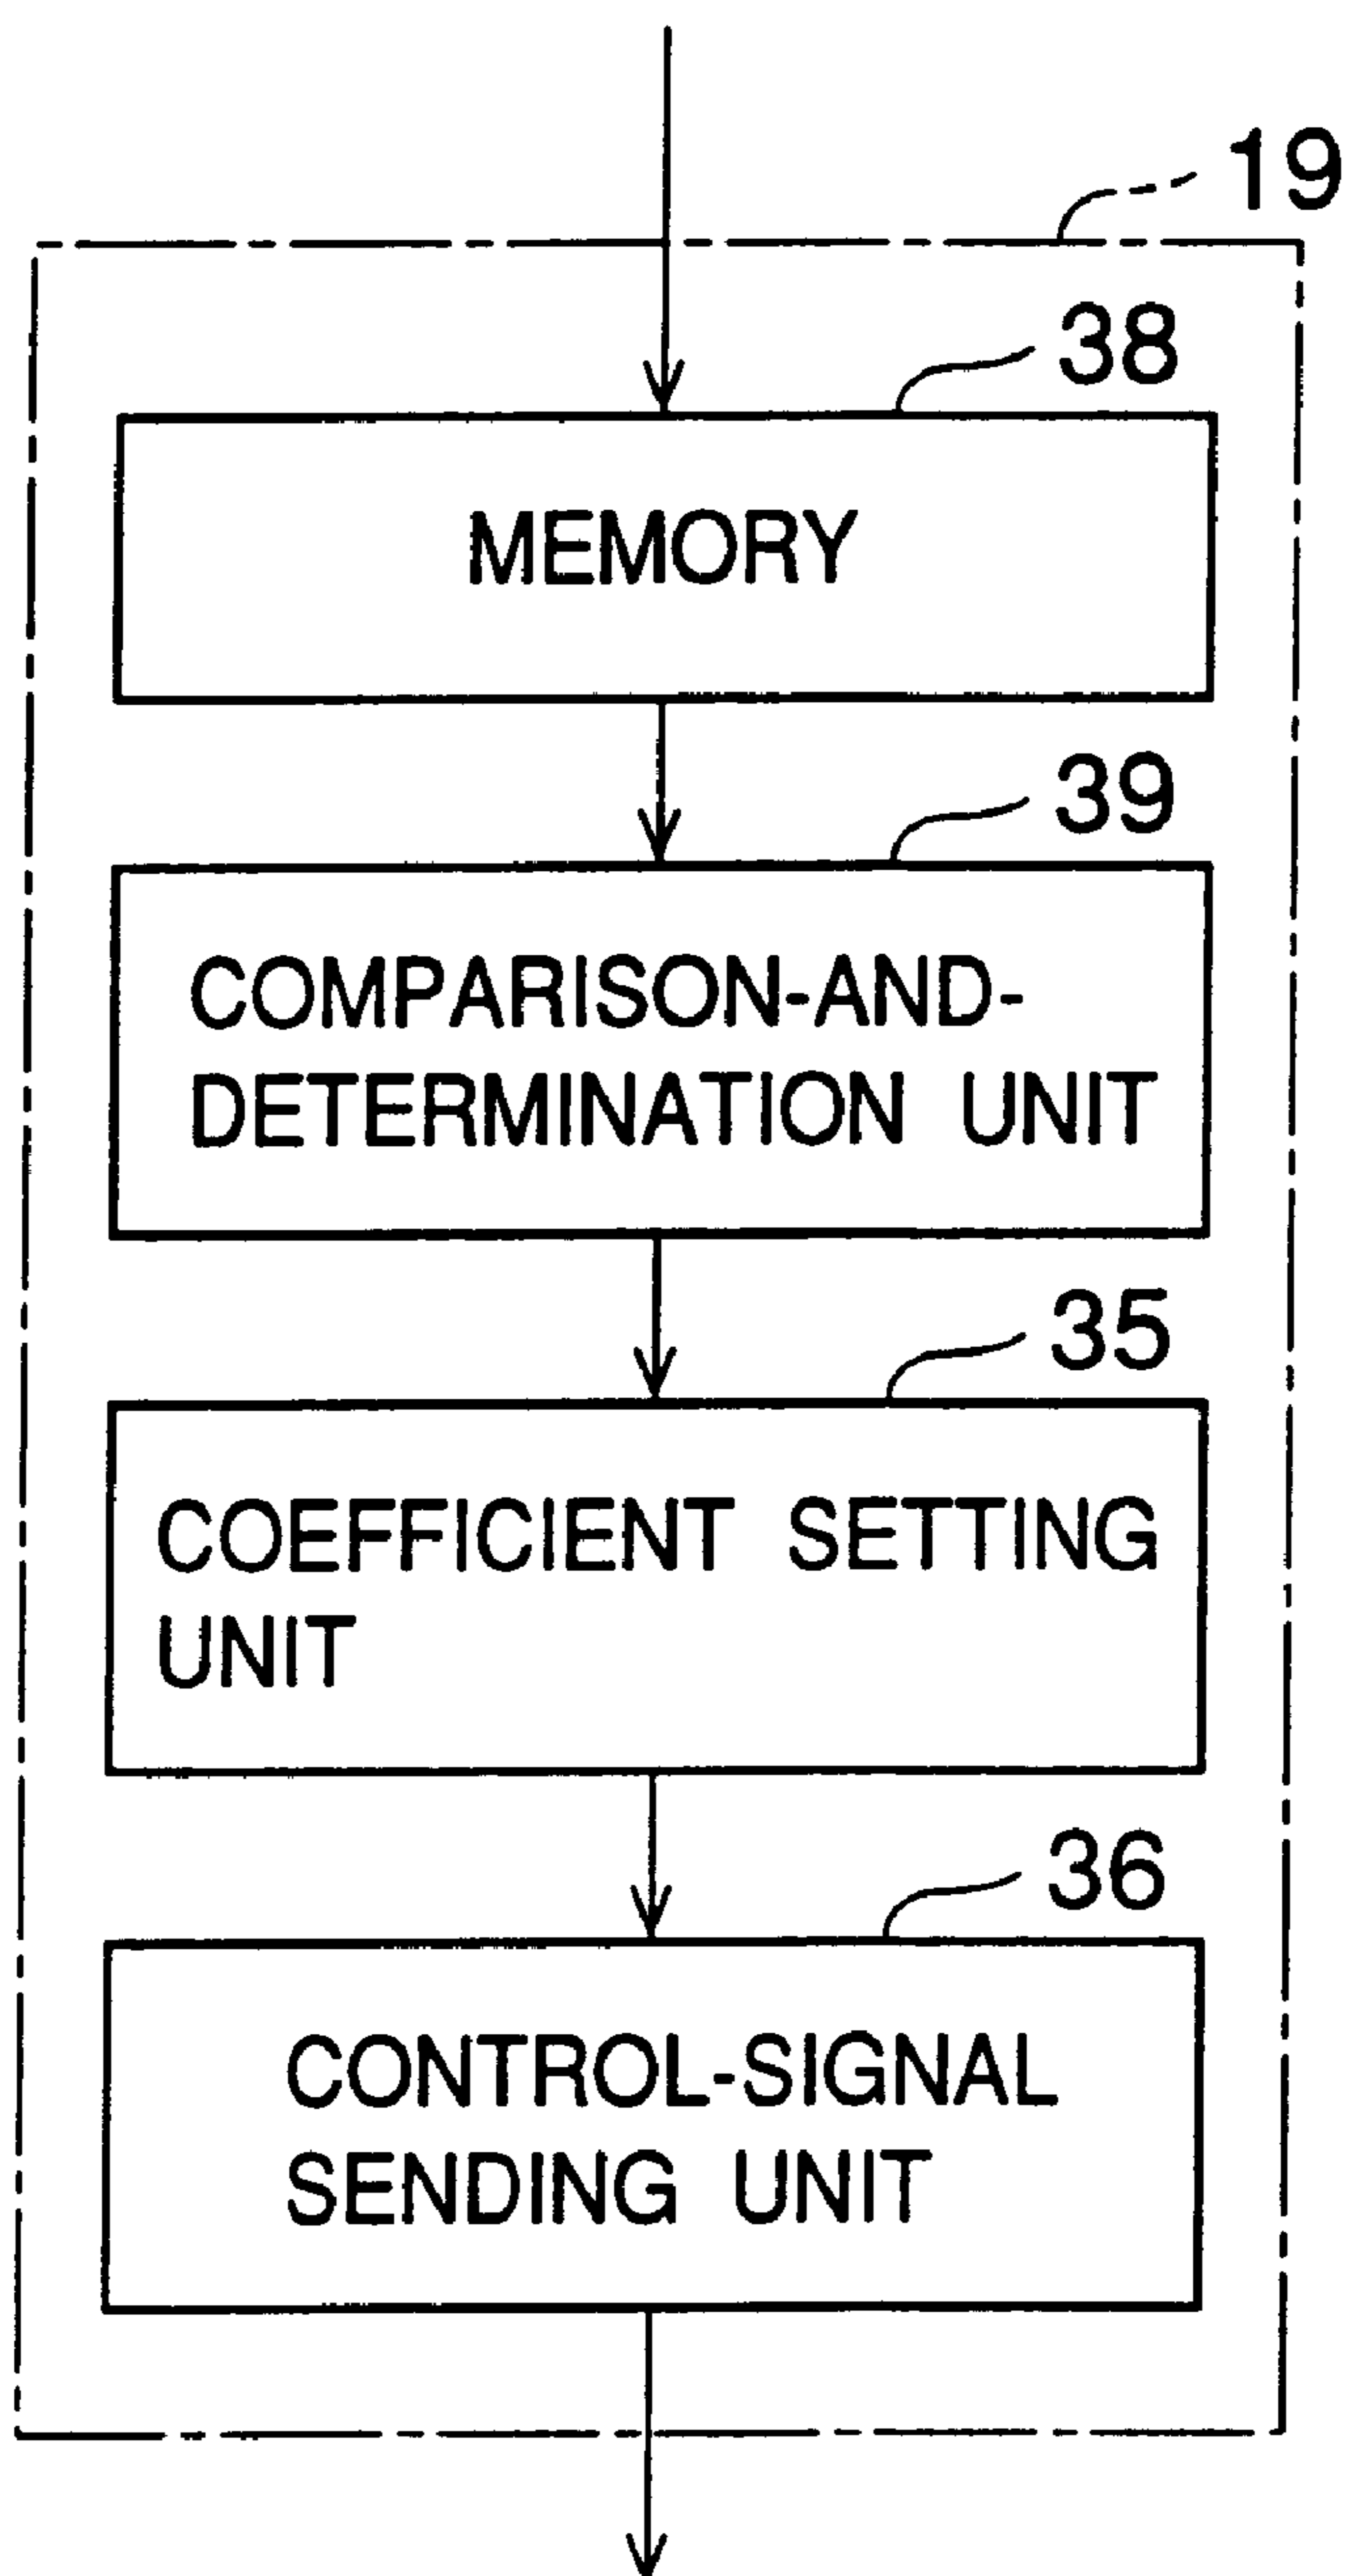 19
38
MEMORY
39
COMPARISON-AND-
DETERMINATION UNIT
35
COEFFICIENT SETTING
UNIT
36
CONTROL-SIGNAL
SENDING UNIT